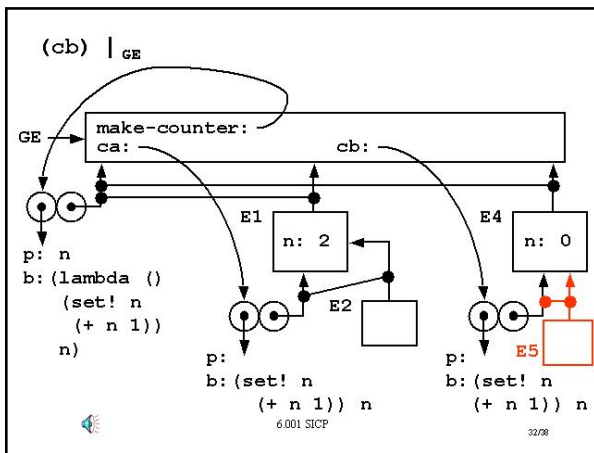 (cb) | GE
make-counter:
GE
ca:
cb:
E1
n: 2
E4
n: 0
p: n
b:(lambda ()
(set! n
(+ n 1))
n)
E2
E5
p:
b:(set! n
(+ n 1)) n
p:
b:(set! n
(+ n 1)) n
6.001 SICP
32/38